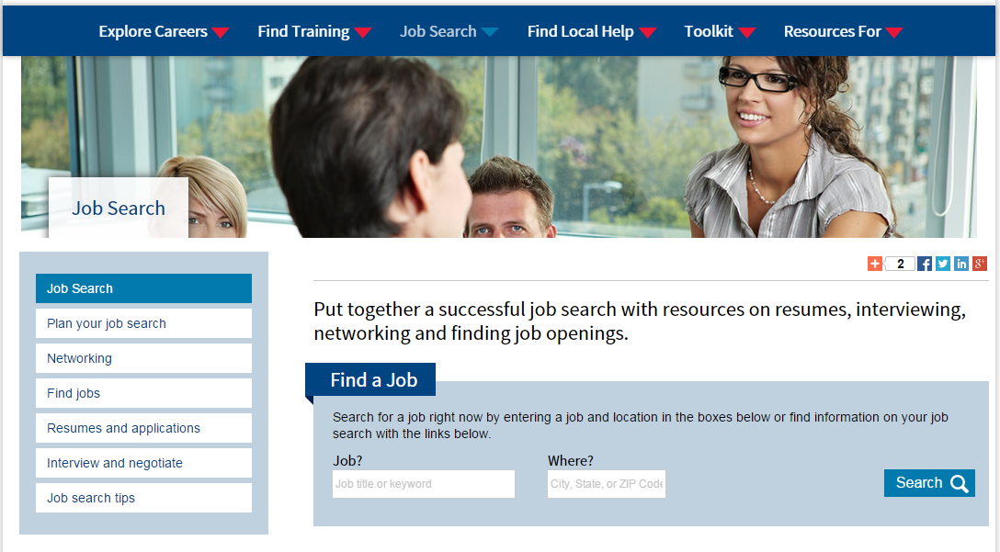 Explore Careers Find Training Job Search Find Local Help Toolkit Resources For
Job Search
2
Job Search
Plan your job search
Networking
Find jobs
Resumes and applications
Interview and negotiate
Job search tips
Put together a successful job search with resources on resumes, interviewing,
networking and finding job openings.
Find a Job
Search for a job right now by entering a job and location in the boxes below or find information on your job
search with the links below.
Job? Where?
Job title or keyword City, State, or ZIP Code
Search